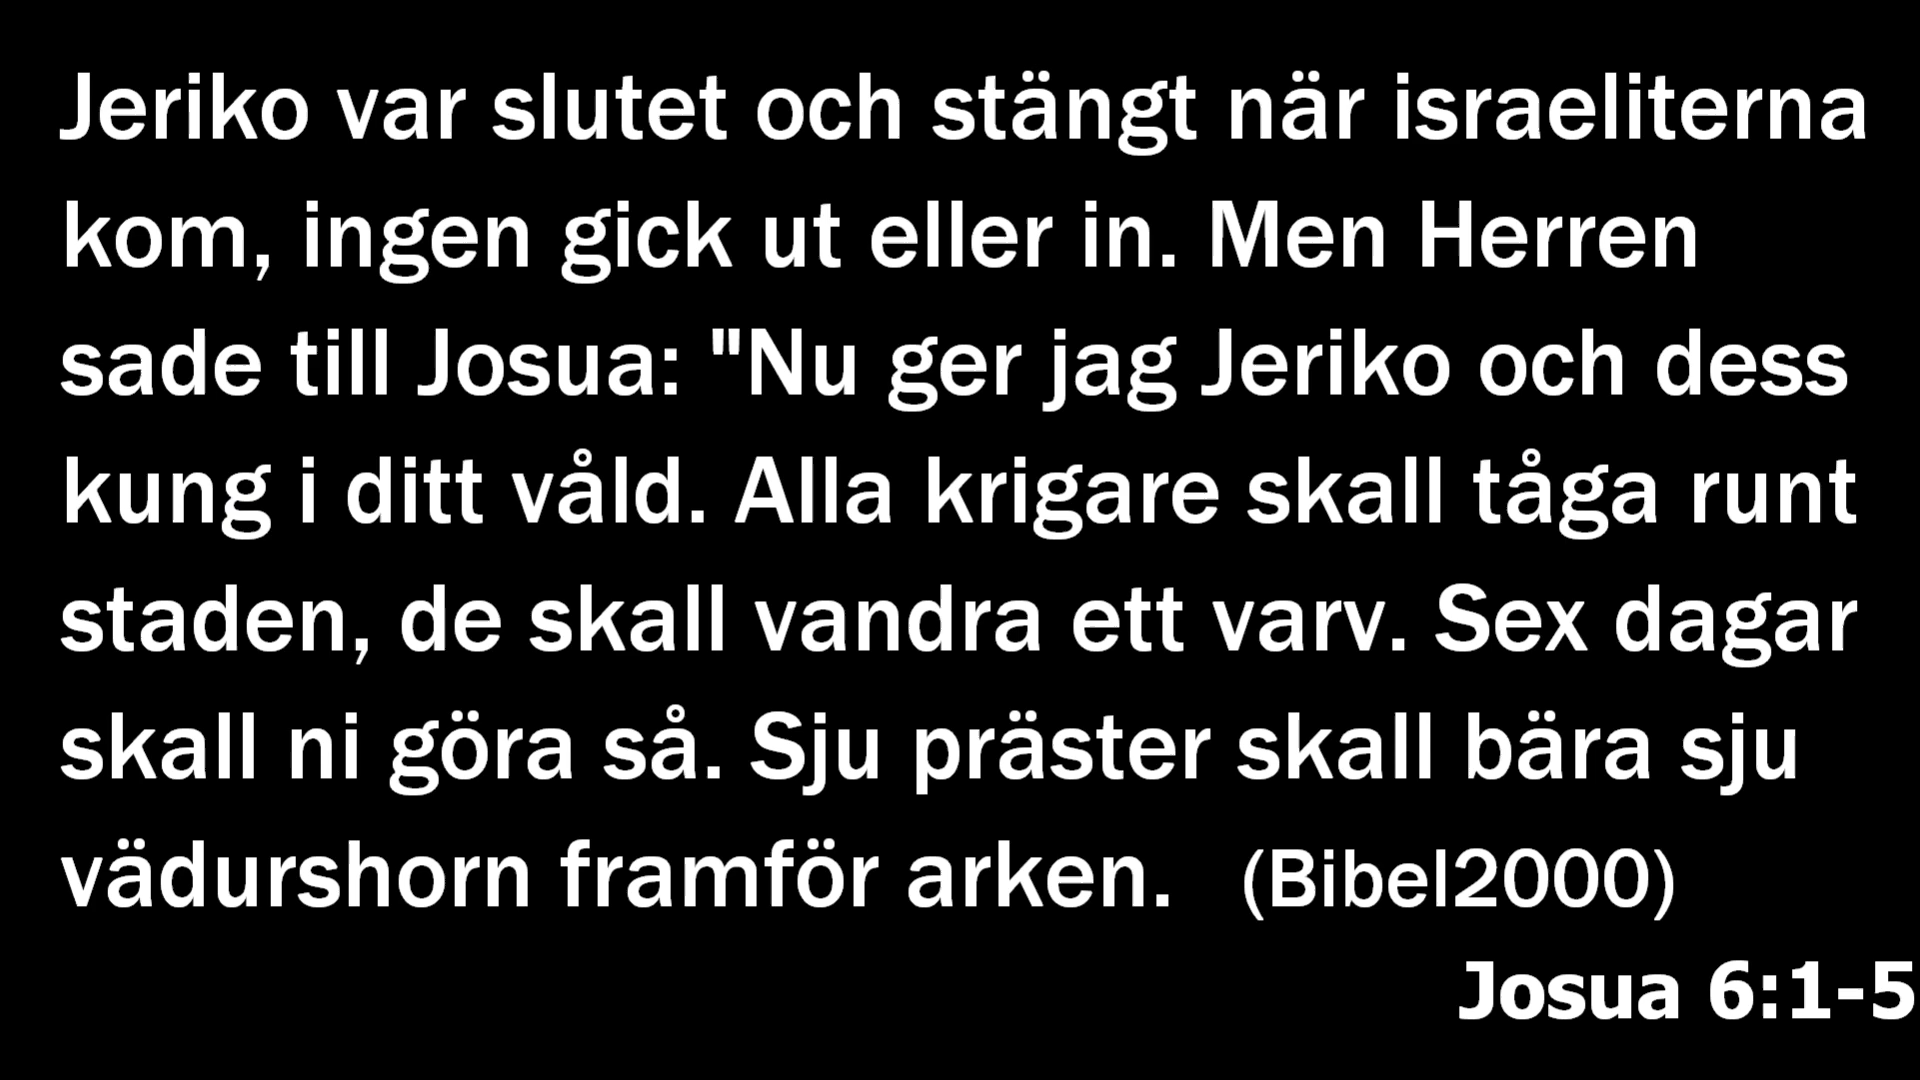 Jeriko var slutet och stängt när israeliterna
kom, ingen gick ut eller in. Men Herren
sade till Josua: "Nu ger jag Jeriko och dess
kung i ditt våld. Alla krigare skall tåga runt
staden, de skall vandra ett varv. Sex dagar
skall ni göra så. Sju präster skall bära sju
vädurshorn framför arken. (Bibel2000)
Josua 6:1-5